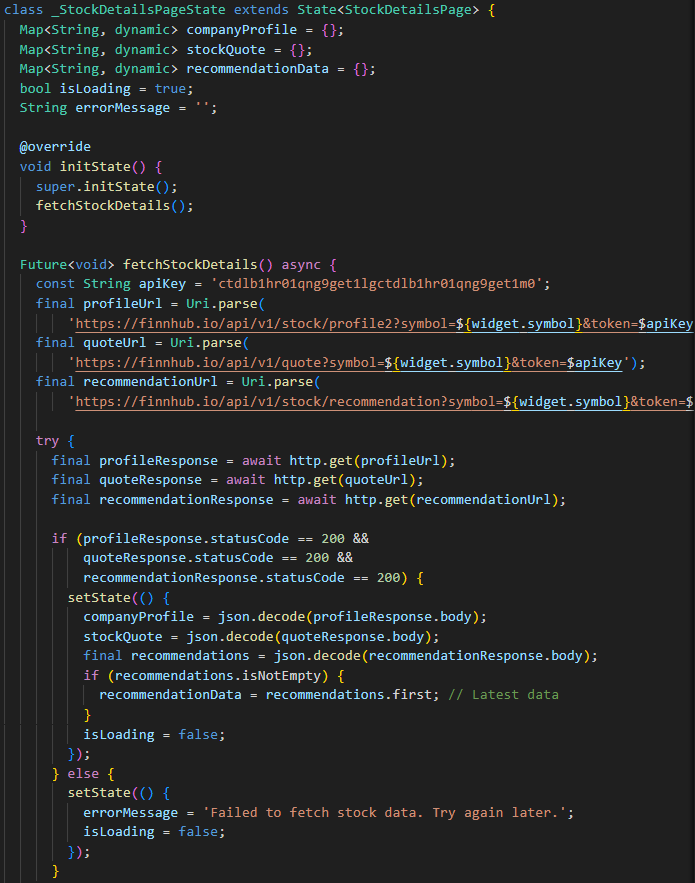 class _StockDetailsPageState extends State<StockDetailsPage> {
  Map<String, dynamic> companyProfile = {};
  Map<String, dynamic> stockQuote = {};
  Map<String, dynamic> recommendationData = {};
  bool isLoading = true;
  String errorMessage = '';

  @override
  void initState() {
    super.initState();
    fetchStockDetails();
  }

  Future<void> fetchStockDetails() async {
    const String apiKey = 'ctdlb1hr01qng9get1lgctdlb1hr01qng9get1m0';
    final profileUrl = Uri.parse(
        'https://finnhub.io/api/v1/stock/profile2?symbol=${widget.symbol}&token=$apiKey
    final quoteUrl = Uri.parse(
        'https://finnhub.io/api/v1/quote?symbol=${widget.symbol}&token=$apiKey');
    final recommendationUrl = Uri.parse(
        'https://finnhub.io/api/v1/stock/recommendation?symbol=${widget.symbol}&token=$

    try {
      final profileResponse = await http.get(profileUrl);
      final quoteResponse = await http.get(quoteUrl);
      final recommendationResponse = await http.get(recommendationUrl);

      if (profileResponse.statusCode == 200 &&
          quoteResponse.statusCode == 200 &&
          recommendationResponse.statusCode == 200) {
        setState(() {
          companyProfile = json.decode(profileResponse.body);
          stockQuote = json.decode(quoteResponse.body);
          final recommendations = json.decode(recommendationResponse.body);
          if (recommendations.isNotEmpty) {
            recommendationData = recommendations.first; // Latest data
          }
          isLoading = false;
        });
      } else {
        setState(() {
          errorMessage = 'Failed to fetch stock data. Try again later.';
          isLoading = false;
        });
      }